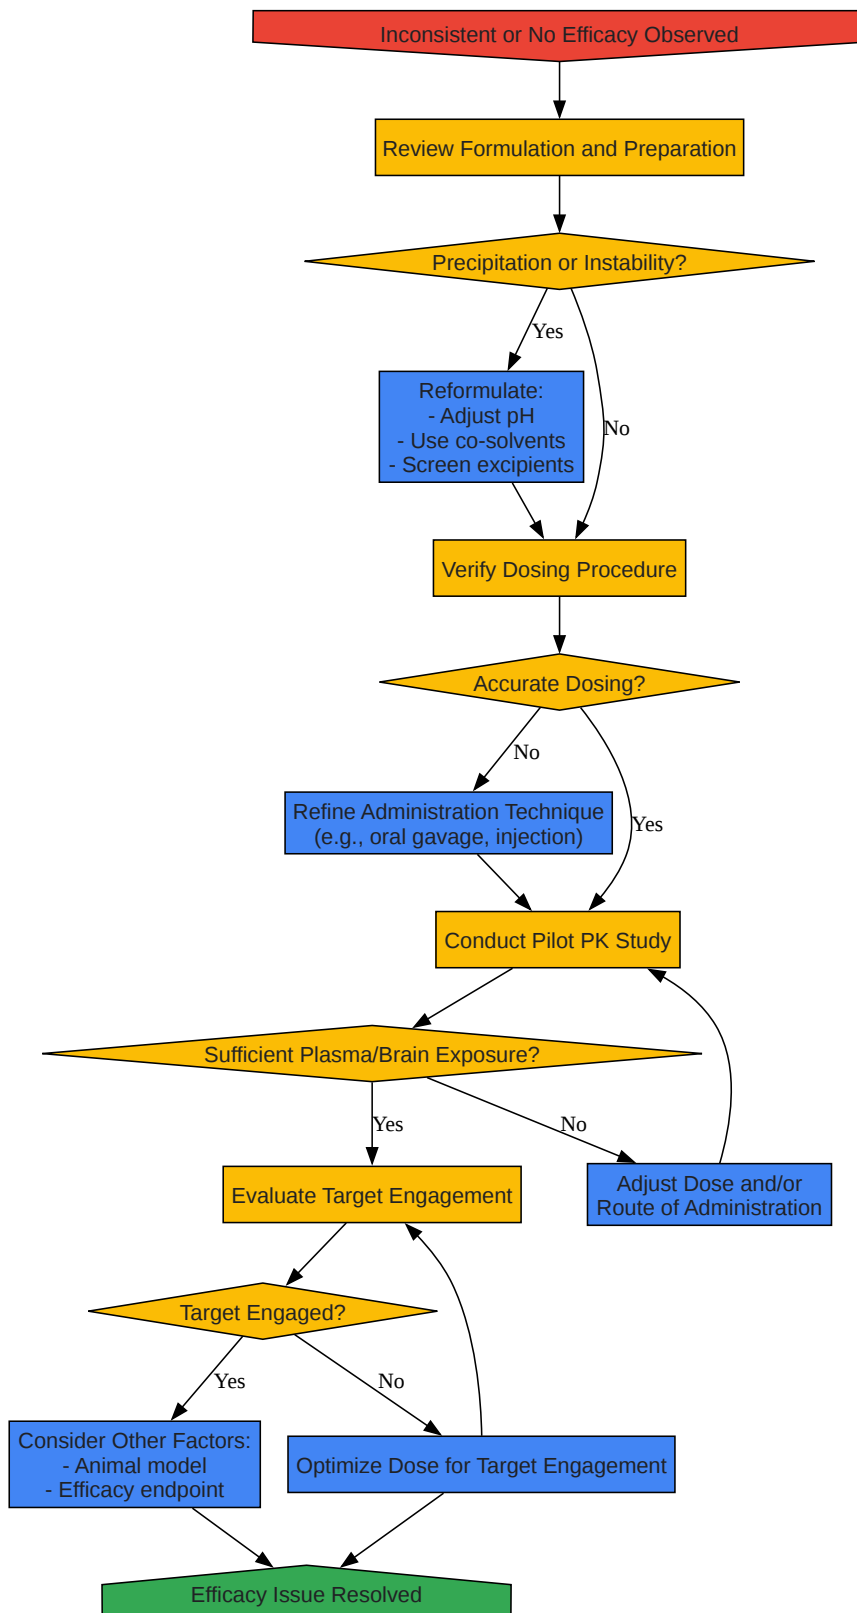 Inconsistent or No Efficacy Observed
Review Formulation and Preparation
Precipitation or Instability?
Yes
Reformulate:
- Adjust pH
- Use co-solvents
- Screen excipients
No
Verify Dosing Procedure
Accurate Dosing?
No
Refine Administration Technique
(e.g., oral gavage, injection)
Yes
Conduct Pilot PK Study
Sufficient Plasma/Brain Exposure?
Yes
No
Evaluate Target Engagement
Adjust Dose and/or
Route of Administration
Target Engaged?
Yes
No
Consider Other Factors:
- Animal model
- Efficacy endpoint
Optimize Dose for Target Engagement
Efficacy Issue Resolved